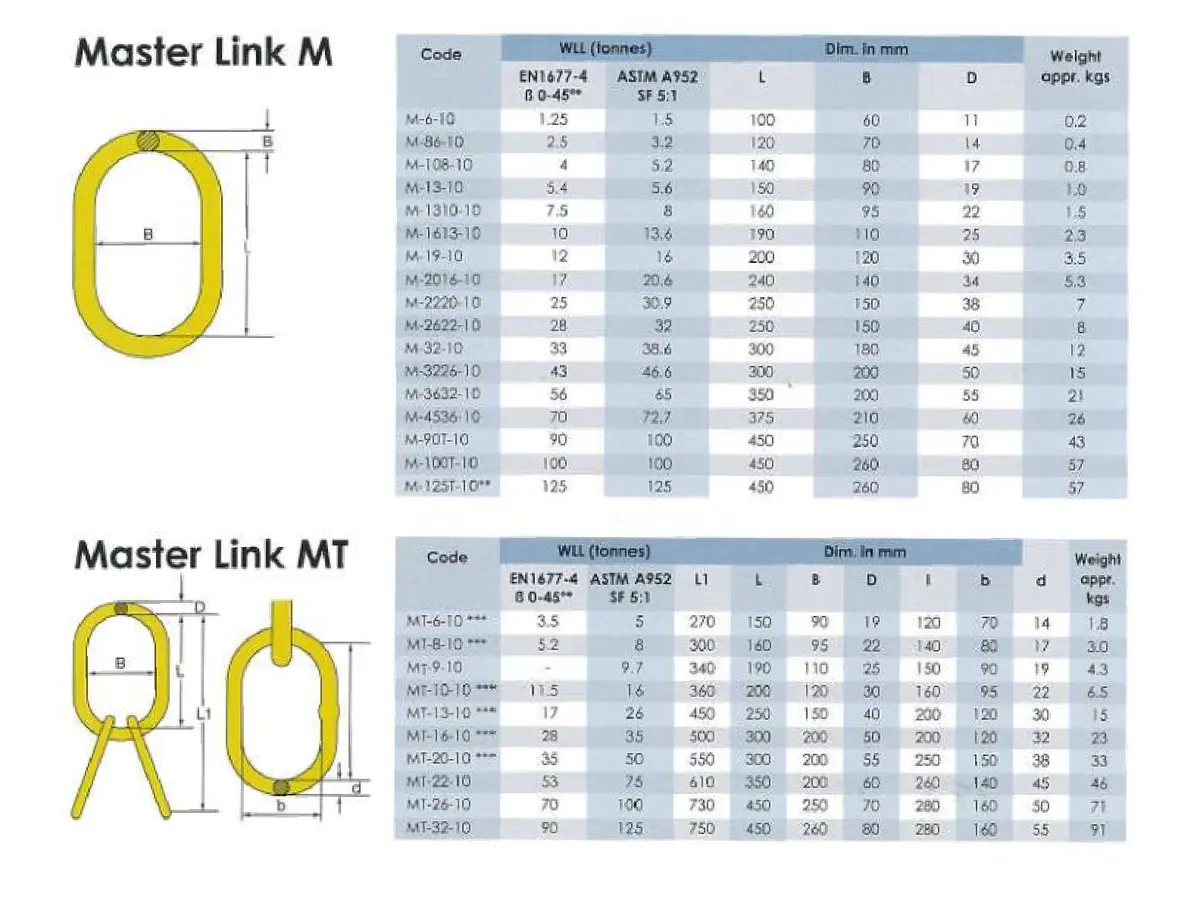 Master Link M
B
B
L
Code WLL (tonnes) Dim. in mm Weight appr. kgs
EN1677-4 ß 0-45°* ASTM A952 SF 5:1 L B D
M-6-10 1.25 1.5 100 60 11 0.2
M-86-10 2.5 3.2 120 70 14 0.4
M-108-10 4 5.2 140 80 17 0.8
M-13-10 5.4 5.6 150 90 19 1.0
M-1310-10 7.5 8 160 95 22 1.5
M-1613-10 10 13.6 190 110 25 2.3
M-19-10 12 16 200 120 30 3.5
M-2016-10 17 20.6 240 140 34 5.3
M-2220-10 25 30.9 250 150 38 7
M-2622-10 28 32 250 150 40 8
M-32-10 33 38.6 300 180 45 12
M-3226-10 43 46.6 300 200 50 15
M-3632-10 56 65 350 200 55 21
M-4536-10 70 72.7 375 210 60 26
M-90T-10 90 100 450 250 70 43
M-100T-10 100 100 450 260 80 57
M-125T-10** 125 125 450 260 80 57
Master Link MT
D
B
L
L1
d
b
Code WLL (tonnes) Dim. in mm Weight appr. kgs
EN1677-4 ß 0-45°* ASTM A952 SF 5:1 L1 L B D l b d
MT-6-10 *** 3.5 5 270 150 90 19 120 70 14 1.8
MT-8-10 *** 5.2 8 300 160 95 22 140 80 17 3.0
MT-9-10 - 9.7 340 190 110 25 150 90 19 4.3
MT-10-10 *** 11.5 16 360 200 120 30 160 95 22 6.5
MT-13-10 *** 17 26 450 250 150 40 200 120 30 15
MT-16-10 *** 28 35 500 300 200 50 200 120 32 23
MT-20-10 *** 35 50 550 300 200 55 250 150 38 33
MT-22-10 53 75 610 350 200 60 260 140 45 46
MT-26-10 70 100 730 450 250 70 280 160 50 71
MT-32-10 90 125 750 450 260 80 280 160 55 91